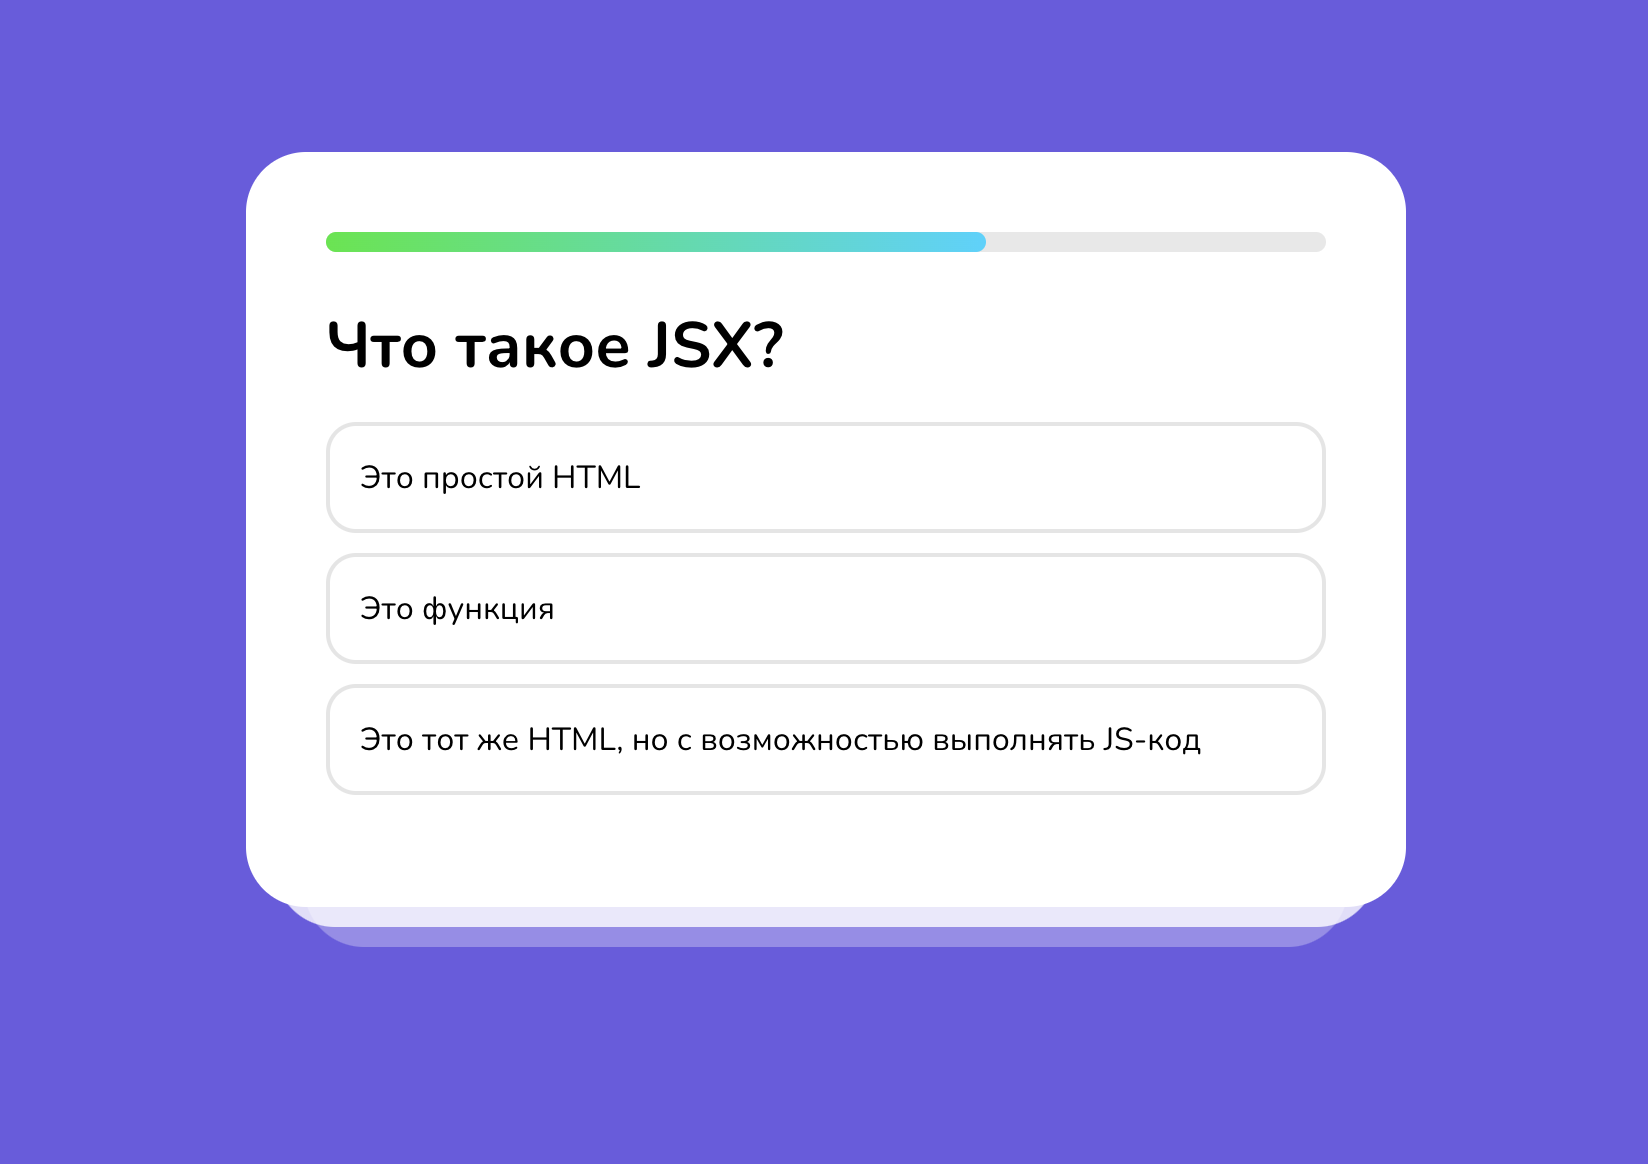 Что такое JSX?
Это простой HTML
Это функция
Это тот же HTML, но с возможностью выполнять JS-код